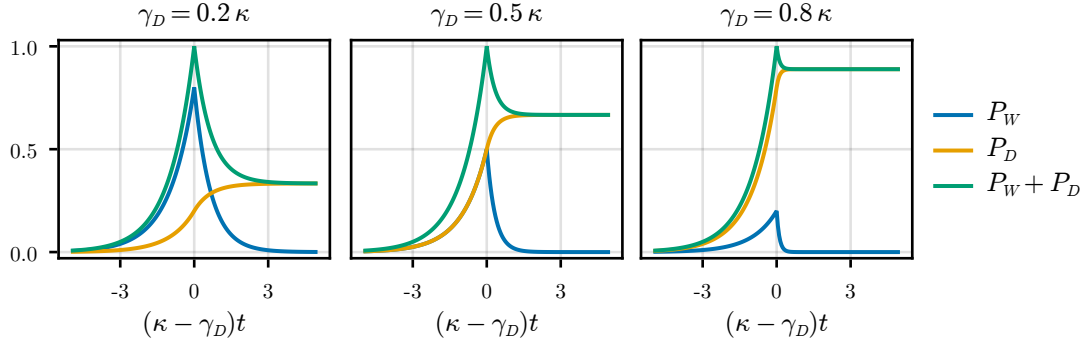 γ_D = 0.2 κ
γ_D = 0.5 κ
γ_D = 0.8 κ
1.0
0.5
0.0
-3 0 3
-3 0 3
-3 0 3
(κ − γ_D)t
(κ − γ_D)t
(κ − γ_D)t
P_W
P_D
P_W + P_D